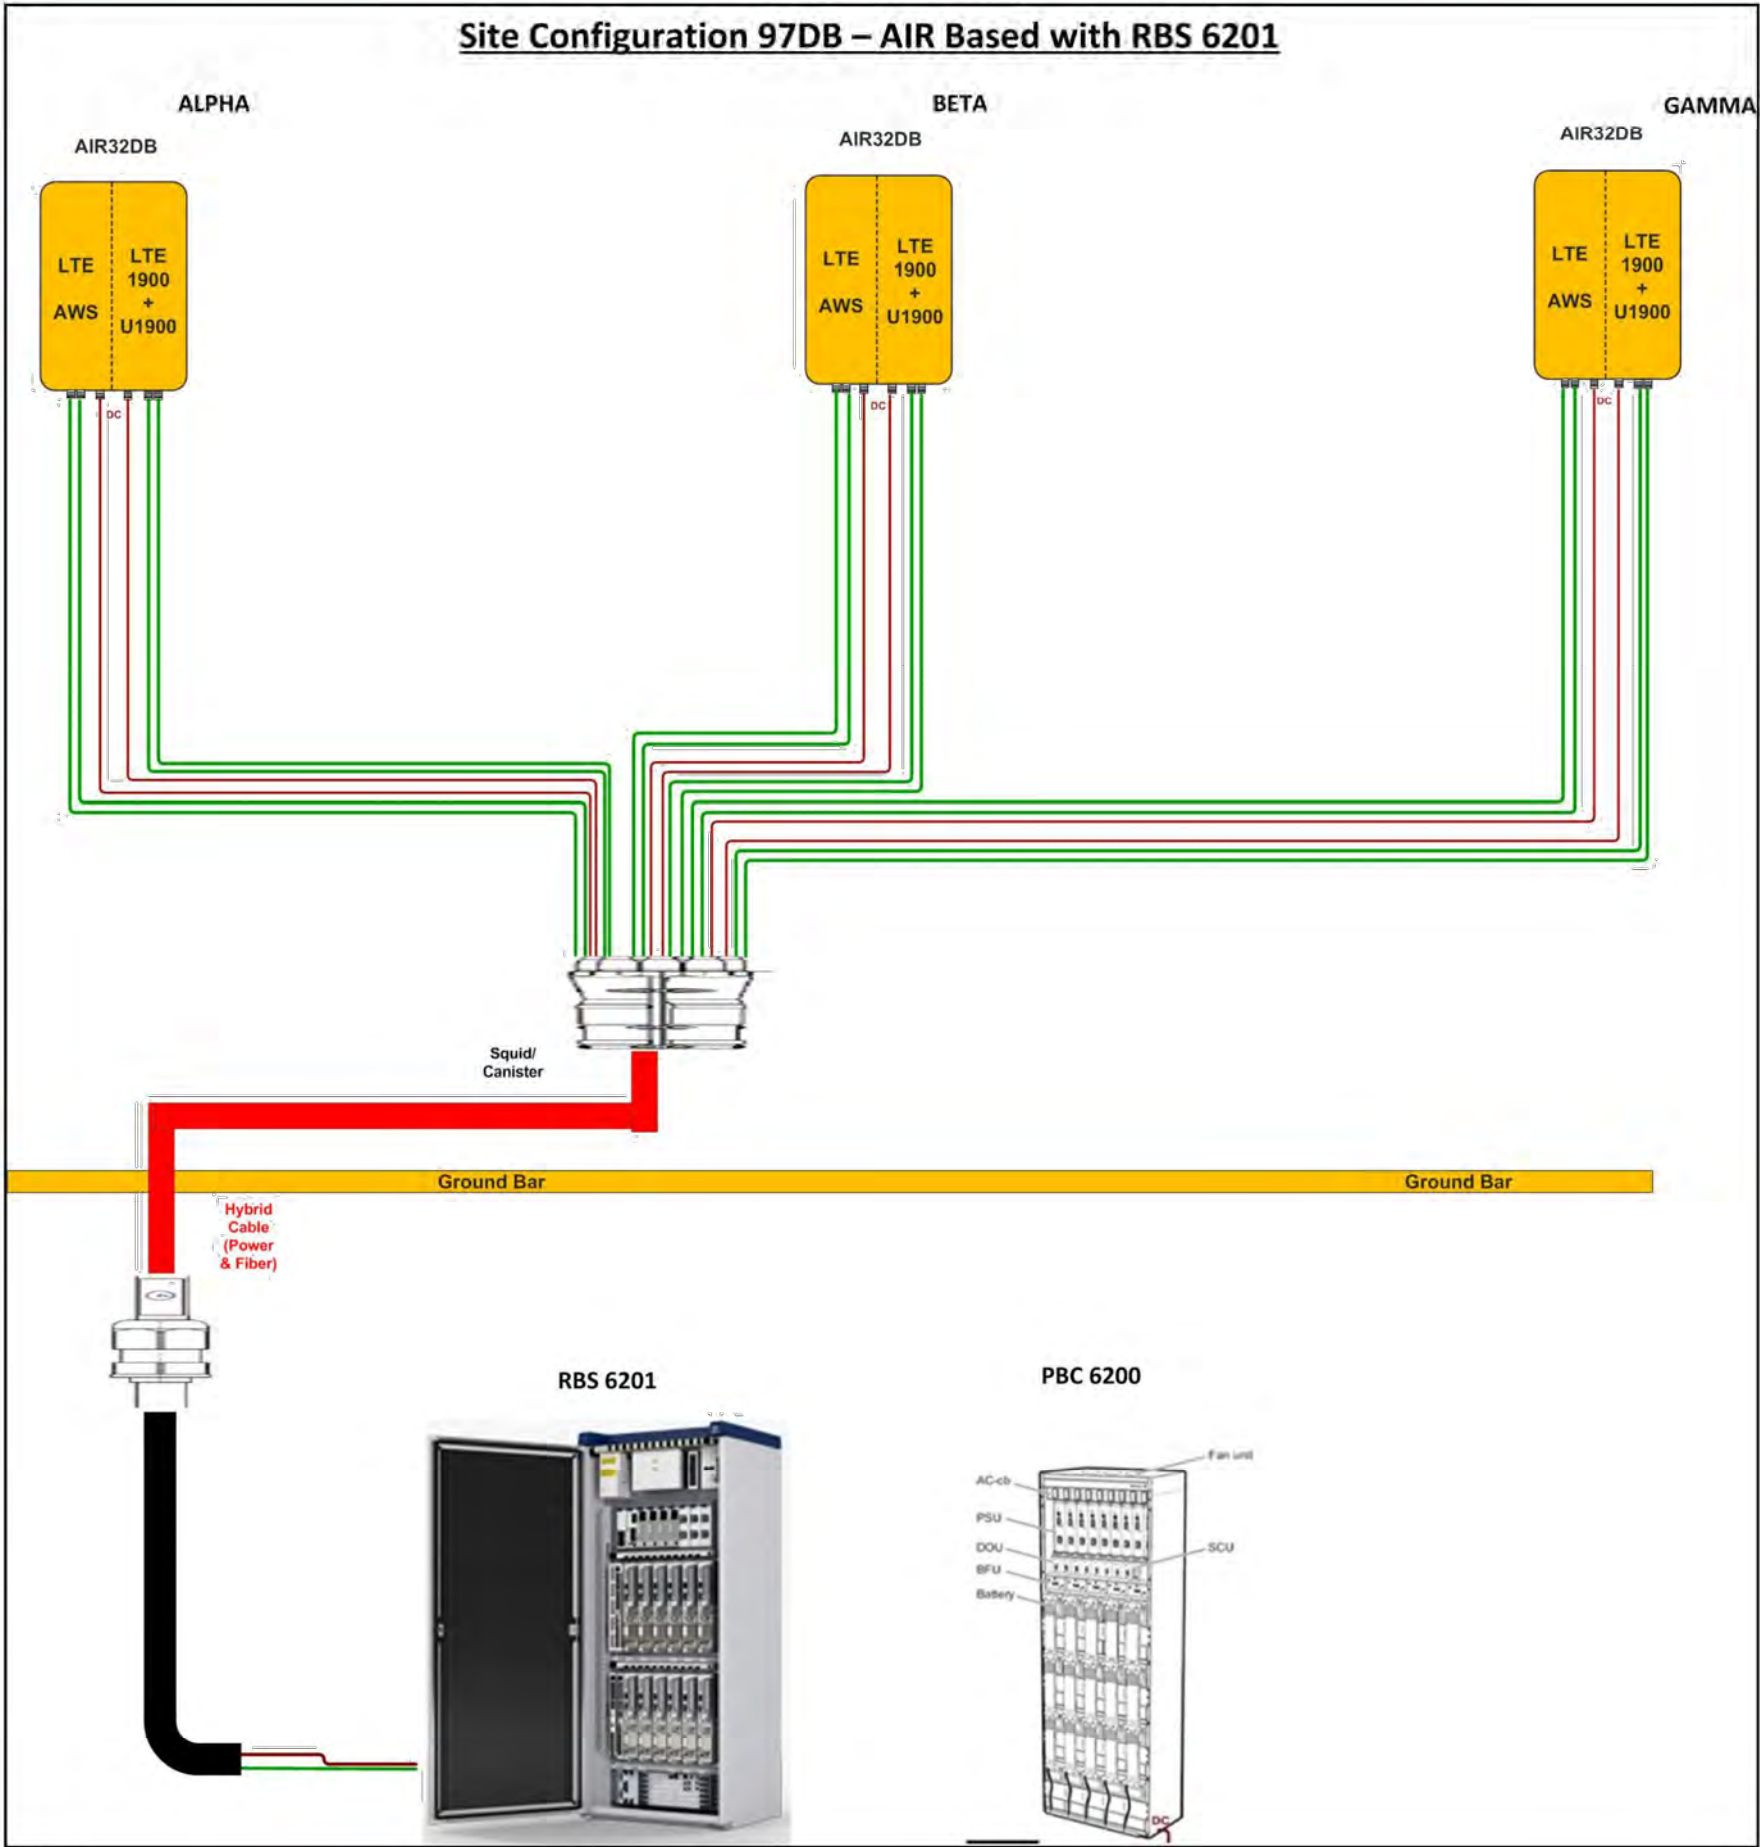 Site Configuration 97DB – AIR Based with RBS 6201
ALPHA
BETA
GAMMA
AIR32DB
AIR32DB
AIR32DB
LTE
AWS
LTE
1900
+
U1900
LTE
AWS
LTE
1900
+
U1900
LTE
AWS
LTE
1900
+
U1900
DC
DC
DC
Squid/
Canister
Ground Bar
Ground Bar
Hybrid
Cable
(Power
& Fiber)
RBS 6201
PBC 6200
Fan unit
AC-cb
PSU
DOU
SCU
BFU
Battery
DC